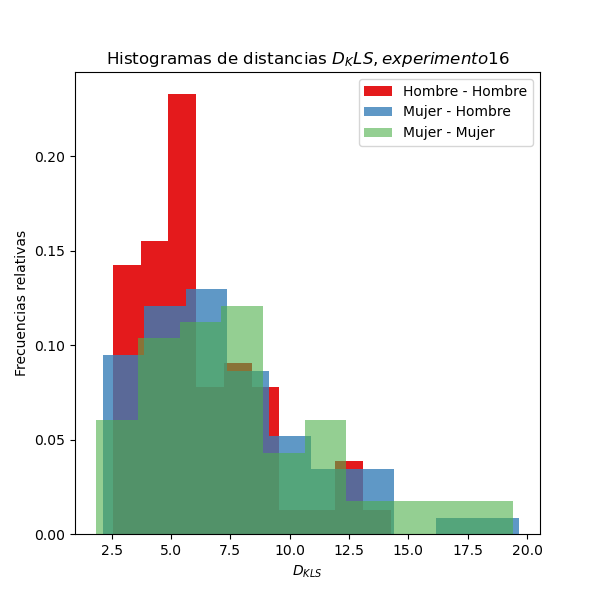 Histogramas de distancias D_KLS, experimento16
Hombre - Hombre
Mujer - Hombre
Mujer - Mujer
Frecuencias relativas
0.20
0.15
0.10
0.05
0.00
2.5 5.0 7.5 10.0 12.5 15.0 17.5 20.0
D_{KLS}